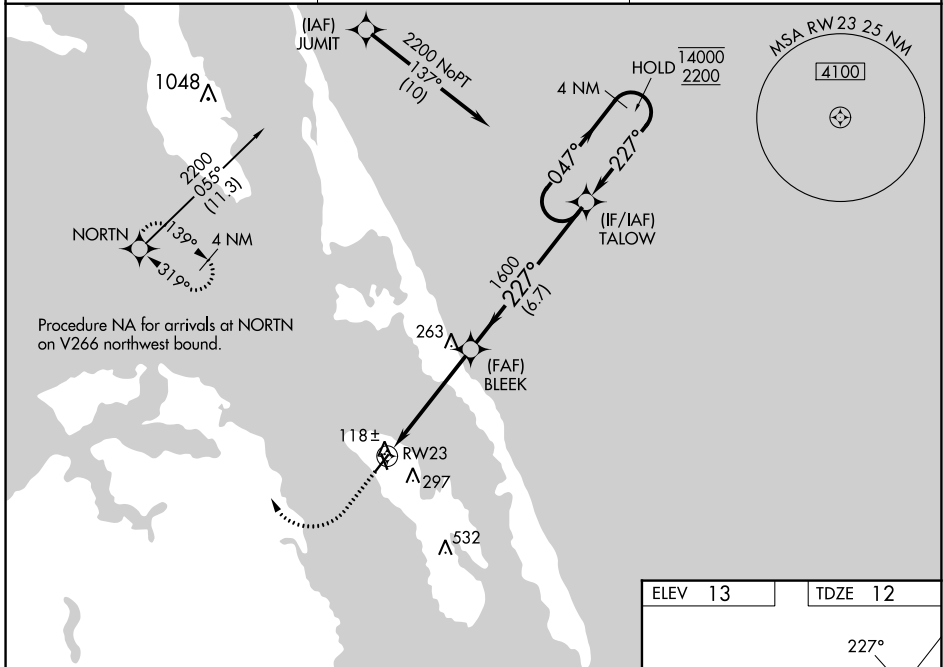 (IAF)
JUMIT
2200 NoPT
137°
(10)
1048
HOLD
14000
2200
4 NM
047°
227°
MSA RW23 25 NM
4100
2200
055°
(11.3)
NORTN
139°
4 NM
319°
(IF/IAF)
TALOW
1600
227°
(6.7)
Procedure NA for arrivals at NORTN
on V266 northwest bound.
263
(FAF)
BLEEK
118±
RW23
297
532
ELEV 13
TDZE 12
227°